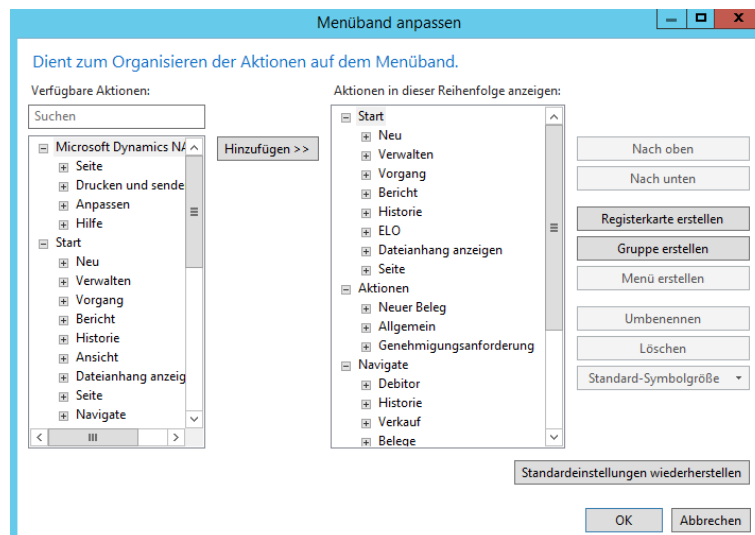 Menüband anpassen
Dient zum Organisieren der Aktionen auf dem Menüband.
Verfügbare Aktionen:
Suchen
Microsoft Dynamics NA
Seite
Drucken und sende
Anpassen
Hilfe
Start
Neu
Verwalten
Vorgang
Bericht
Historie
Ansicht
Dateianhang anzeig
Seite
Navigate
Hinzufügen >>
Aktionen in dieser Reihenfolge anzeigen:
Start
Neu
Verwalten
Vorgang
Bericht
Historie
ELO
Dateianhang anzeigen
Seite
Aktionen
Neuer Beleg
Allgemein
Genehmigungsanforderung
Navigate
Debitor
Historie
Verkauf
Belege
Nach oben
Nach unten
Registerkarte erstellen
Gruppe erstellen
Menü erstellen
Umbenennen
Löschen
Standard-Symbolgröße
Standardeinstellungen wiederherstellen
OK
Abbrechen